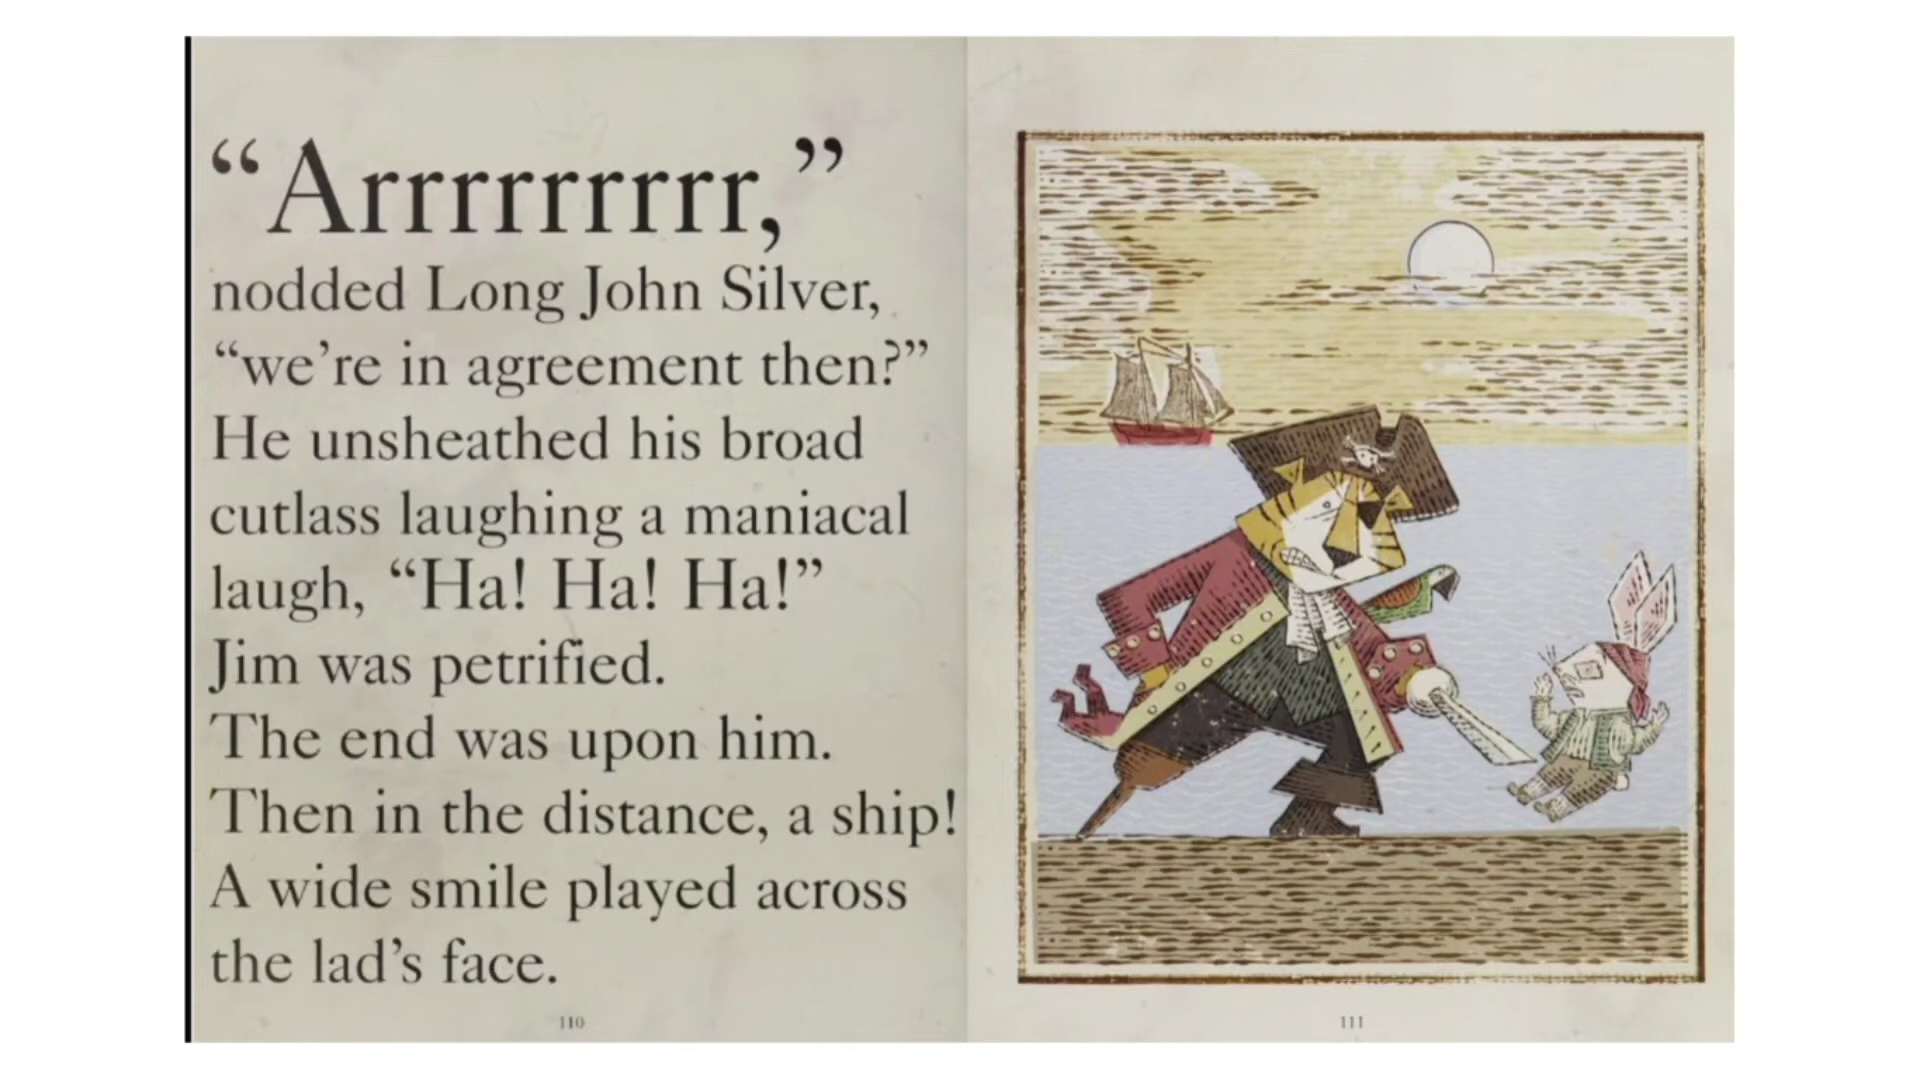 “Arrrrrrrrr,”
nodded Long John Silver,
“we’re in agreement then?”
He unsheathed his broad
cutlass laughing a maniacal
laugh, “Ha! Ha! Ha!”
Jim was petrified.
The end was upon him.
Then in the distance, a ship!
A wide smile played across
the lad’s face.
110
111